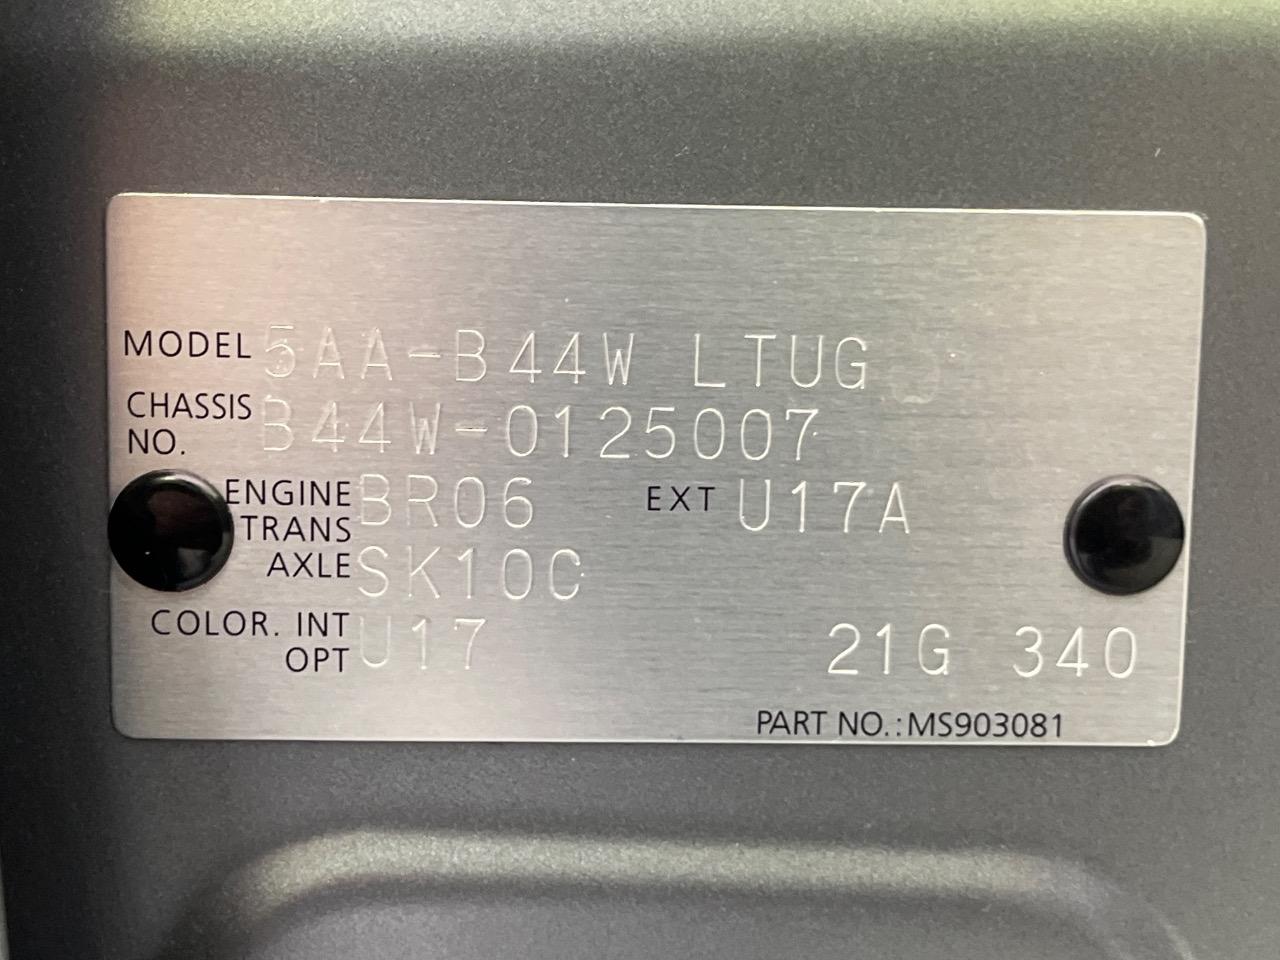 MODEL 5AA-B44W LTUG
CHASSIS NO. B44W-0125007
ENGINE BR06 EXT U17A
TRANS AXLE SK10C
COLOR. INT OPT U17 21G 340
PART NO.:MS903081